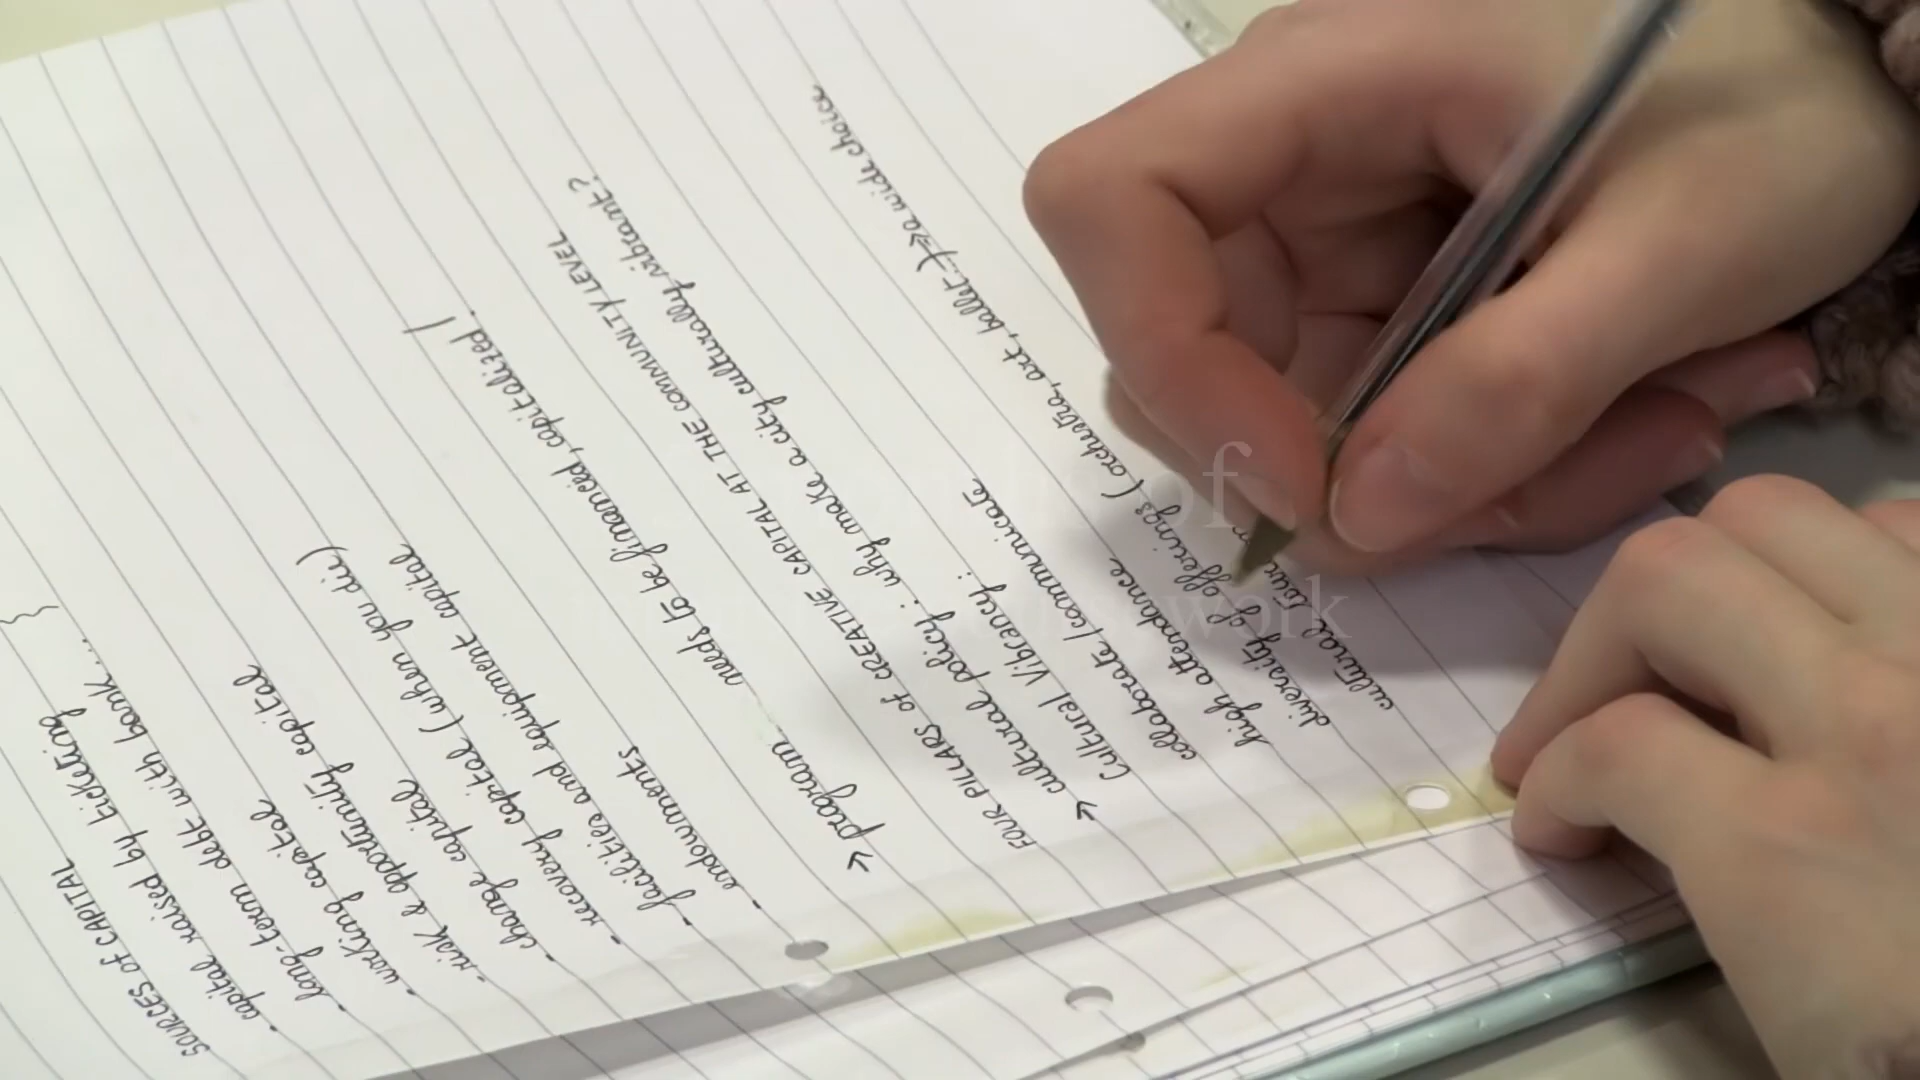 SOURCES of CAPITAL
- capital raised by ticketing
- long-term debt with bank....
- working capital
- risk & opportunity capital
- change capital
- recovery capital (when you die)
- facilities and equipment capital
- endowments
→ program needs to be financed, capitalized!
FOUR PILLARS of CREATIVE CAPITAL AT THE COMMUNITY LEVEL
→ cultural policy: why make a city culturally vibrant?
Cultural Vibrancy:
collaborate / communicate
high attendance
diversity of offerings (orchestra, art, ballet...) → a wide choice
cultural tour
of
work